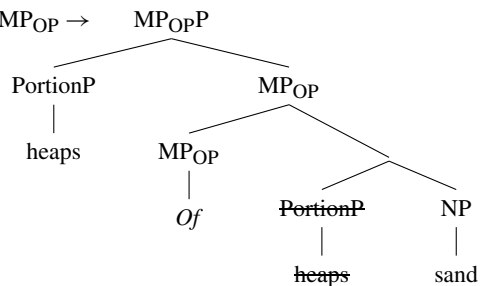 MP_OP → MP_OPP
PortionP MP_OP
heaps MP_OP
Of PortionP NP
heaps sand